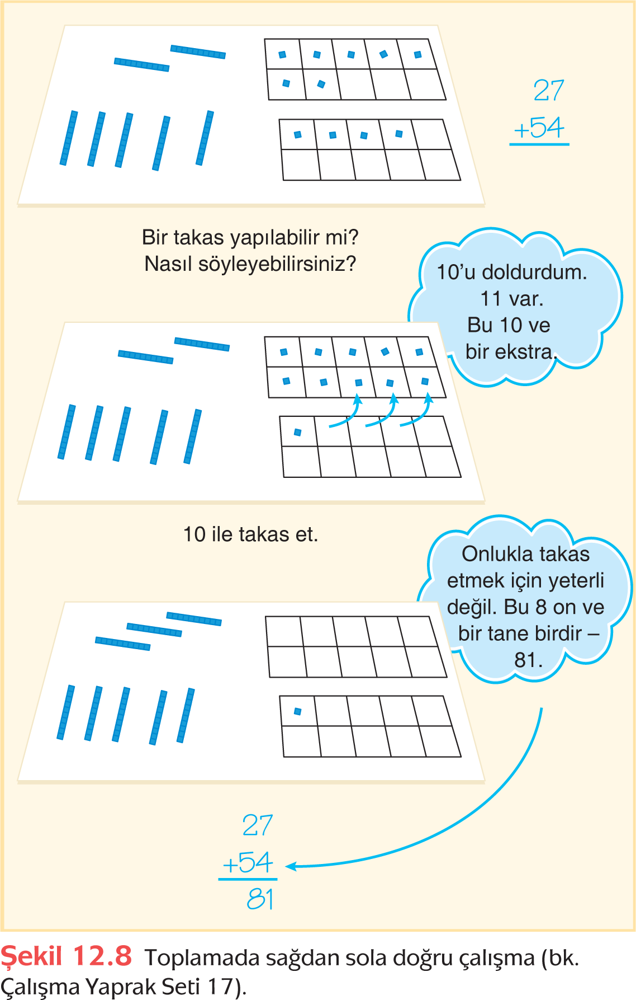 27
+54
Bir takas yapılabilir mi?
Nasıl söyleyebilirsiniz?
10’u doldurdum.
11 var.
Bu 10 ve
bir ekstra.
10 ile takas et.
Onlukla takas
etmek için yeterli
değil. Bu 8 on ve
bir tane birdir –
81.
27
+54
81
Şekil 12.8 Toplamada sağdan sola doğru çalışma (bk.
Çalışma Yaprak Seti 17).